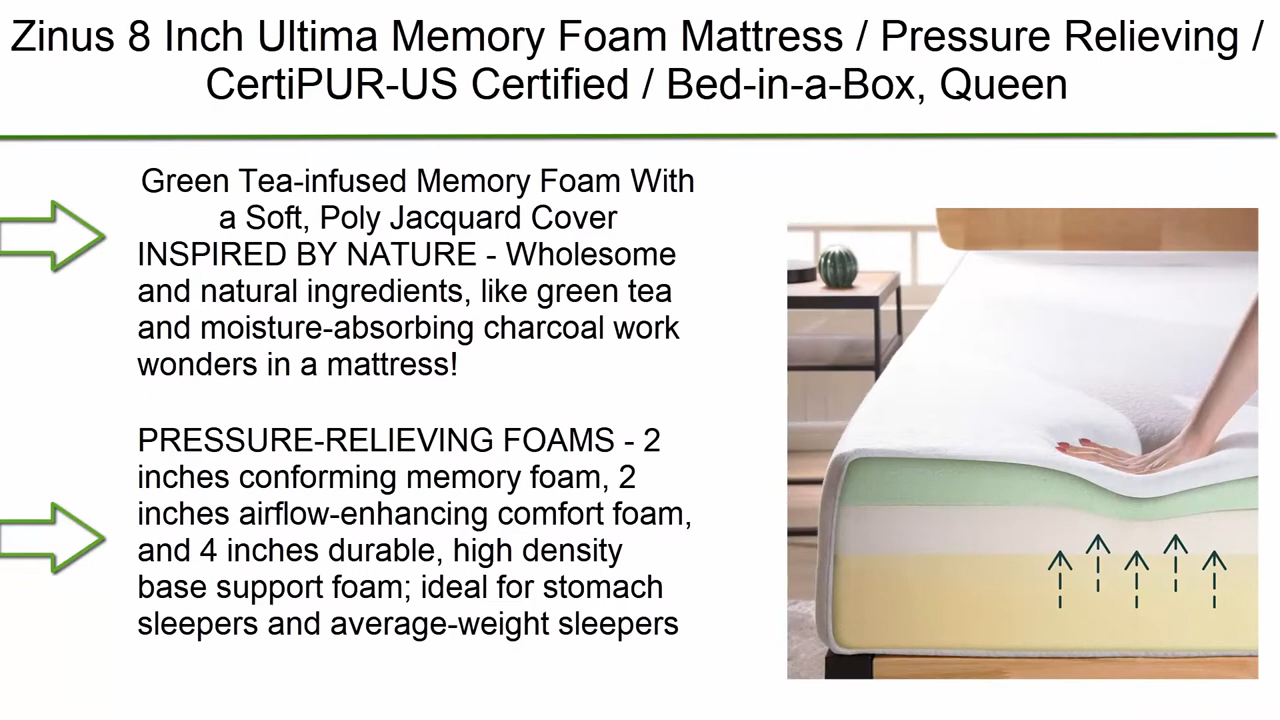 Zinus 8 Inch Ultima Memory Foam Mattress / Pressure Relieving /
CertiPUR-US Certified / Bed-in-a-Box, Queen
Green Tea-infused Memory Foam With
a Soft, Poly Jacquard Cover
INSPIRED BY NATURE - Wholesome
and natural ingredients, like green tea
and moisture-absorbing charcoal work
wonders in a mattress!
PRESSURE-RELIEVING FOAMS - 2
inches conforming memory foam, 2
inches airflow-enhancing comfort foam,
and 4 inches durable, high density
base support foam; ideal for stomach
sleepers and average-weight sleepers